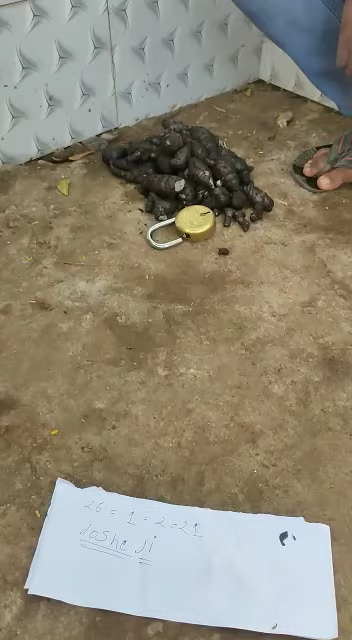 26 = 1 = 2021
Joshe Ji